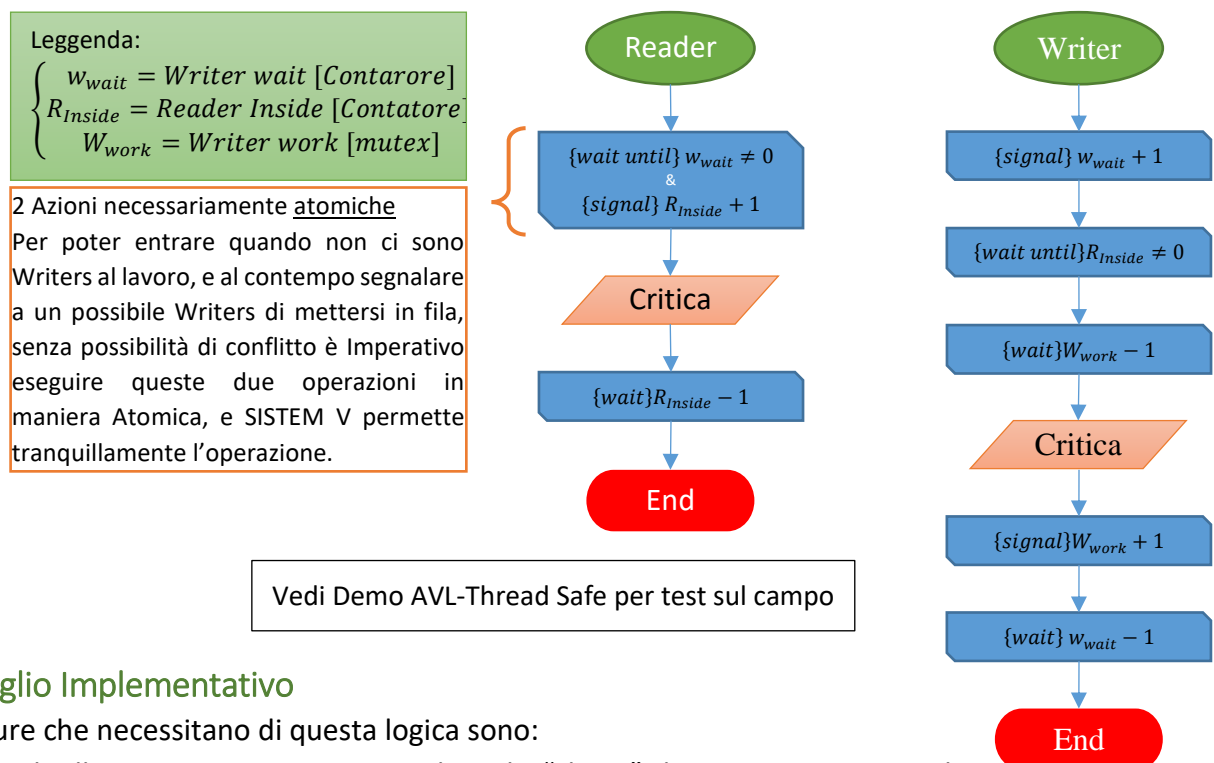 Leggenda:
w_wait = Writer wait [Contarore]
R_Inside = Reader Inside [Contatore]
W_work = Writer work [mutex]
2 Azioni necessariamente atomiche
Per poter entrare quando non ci sono
Writers al lavoro, e al contempo segnalare
a un possibile Writers di mettersi in fila,
senza possibilità di conflitto è Imperativo
eseguire queste due operazioni in
maniera Atomica, e SISTEM V permette
tranquillamente l’operazione.
Reader
{wait until} w_wait ≠ 0
&
{signal} R_Inside + 1
Critica
{wait}R_Inside − 1
End
Writer
{signal} w_wait + 1
{wait until}R_Inside ≠ 0
{wait}W_work − 1
Critica
{signal}W_work + 1
{wait} w_wait − 1
End
Vedi Demo AVL-Thread Safe per test sul campo
glio Implementativo
ure che necessitano di questa logica sono: